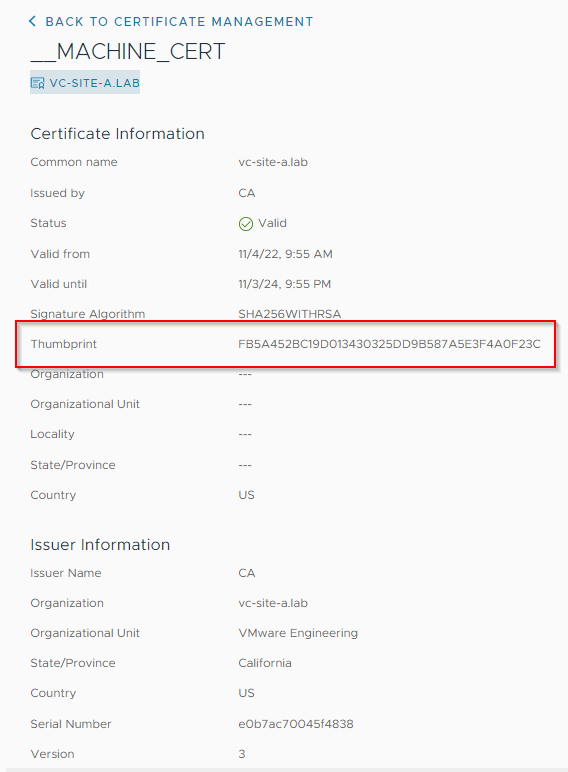 BACK TO CERTIFICATE MANAGEMENT
__MACHINE_CERT
VC-SITE-A.LAB
Certificate Information
Common name vc-site-a.lab
Issued by CA
Status Valid
Valid from 11/4/22, 9:55 AM
Valid until 11/3/24, 9:55 PM
Signature Algorithm SHA256WITHRSA
Thumbprint FB5A452BC19D013430325DD9B587A5E3F4A0F23C
Organization ---
Organizational Unit ---
Locality ---
State/Province ---
Country US
Issuer Information
Issuer Name CA
Organization vc-site-a.lab
Organizational Unit VMware Engineering
State/Province California
Country US
Serial Number e0b7ac70045f4838
Version 3